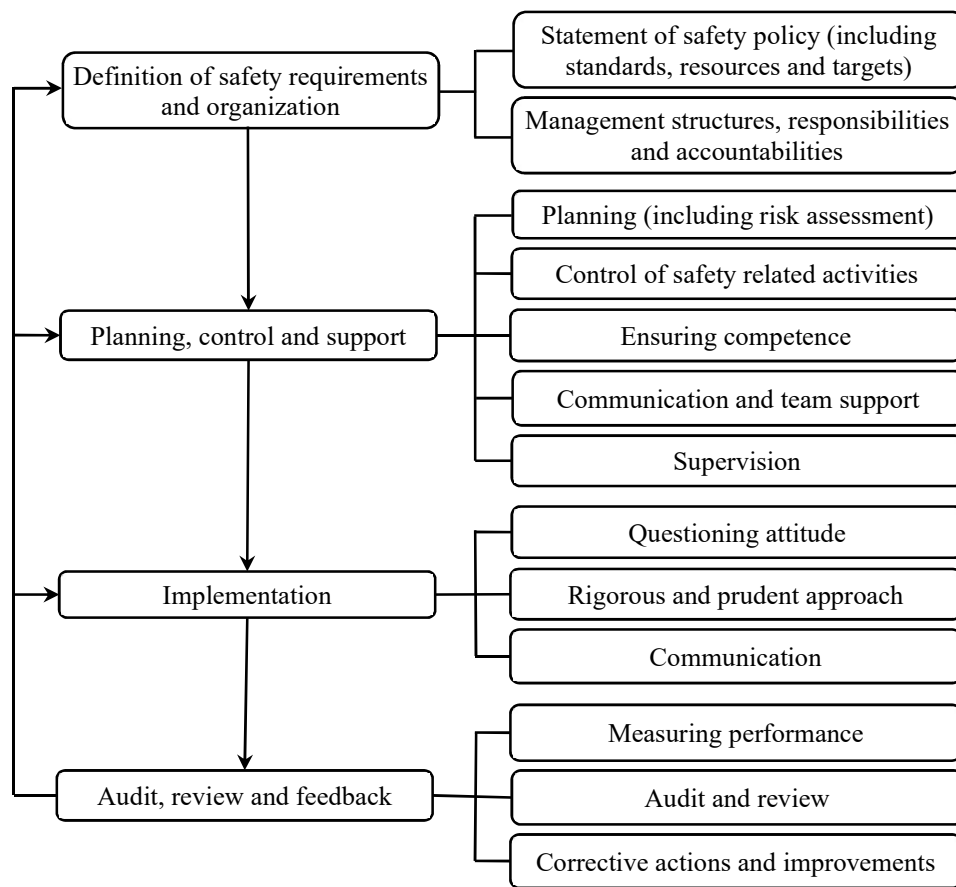 Definition of safety requirements
and organization
Statement of safety policy (including
standards, resources and targets)
Management structures, responsibilities
and accountabilities
Planning, control and support
Planning (including risk assessment)
Control of safety related activities
Ensuring competence
Communication and team support
Supervision
Implementation
Questioning attitude
Rigorous and prudent approach
Communication
Audit, review and feedback
Measuring performance
Audit and review
Corrective actions and improvements